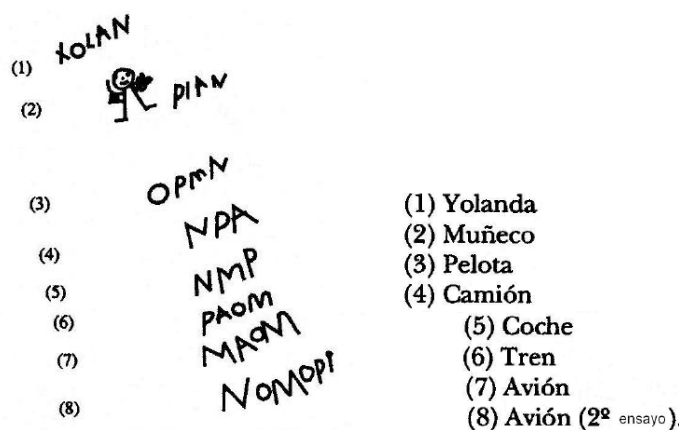 (1) XOLAN
(2) PIAN
(3) OPMN
(4) NPA
(5) NMP
(6) PAOM
(7) MAOM
(8) NOMOPI
(1) Yolanda
(2) Muñeco
(3) Pelota
(4) Camión
(5) Coche
(6) Tren
(7) Avión
(8) Avión (2º ensayo).